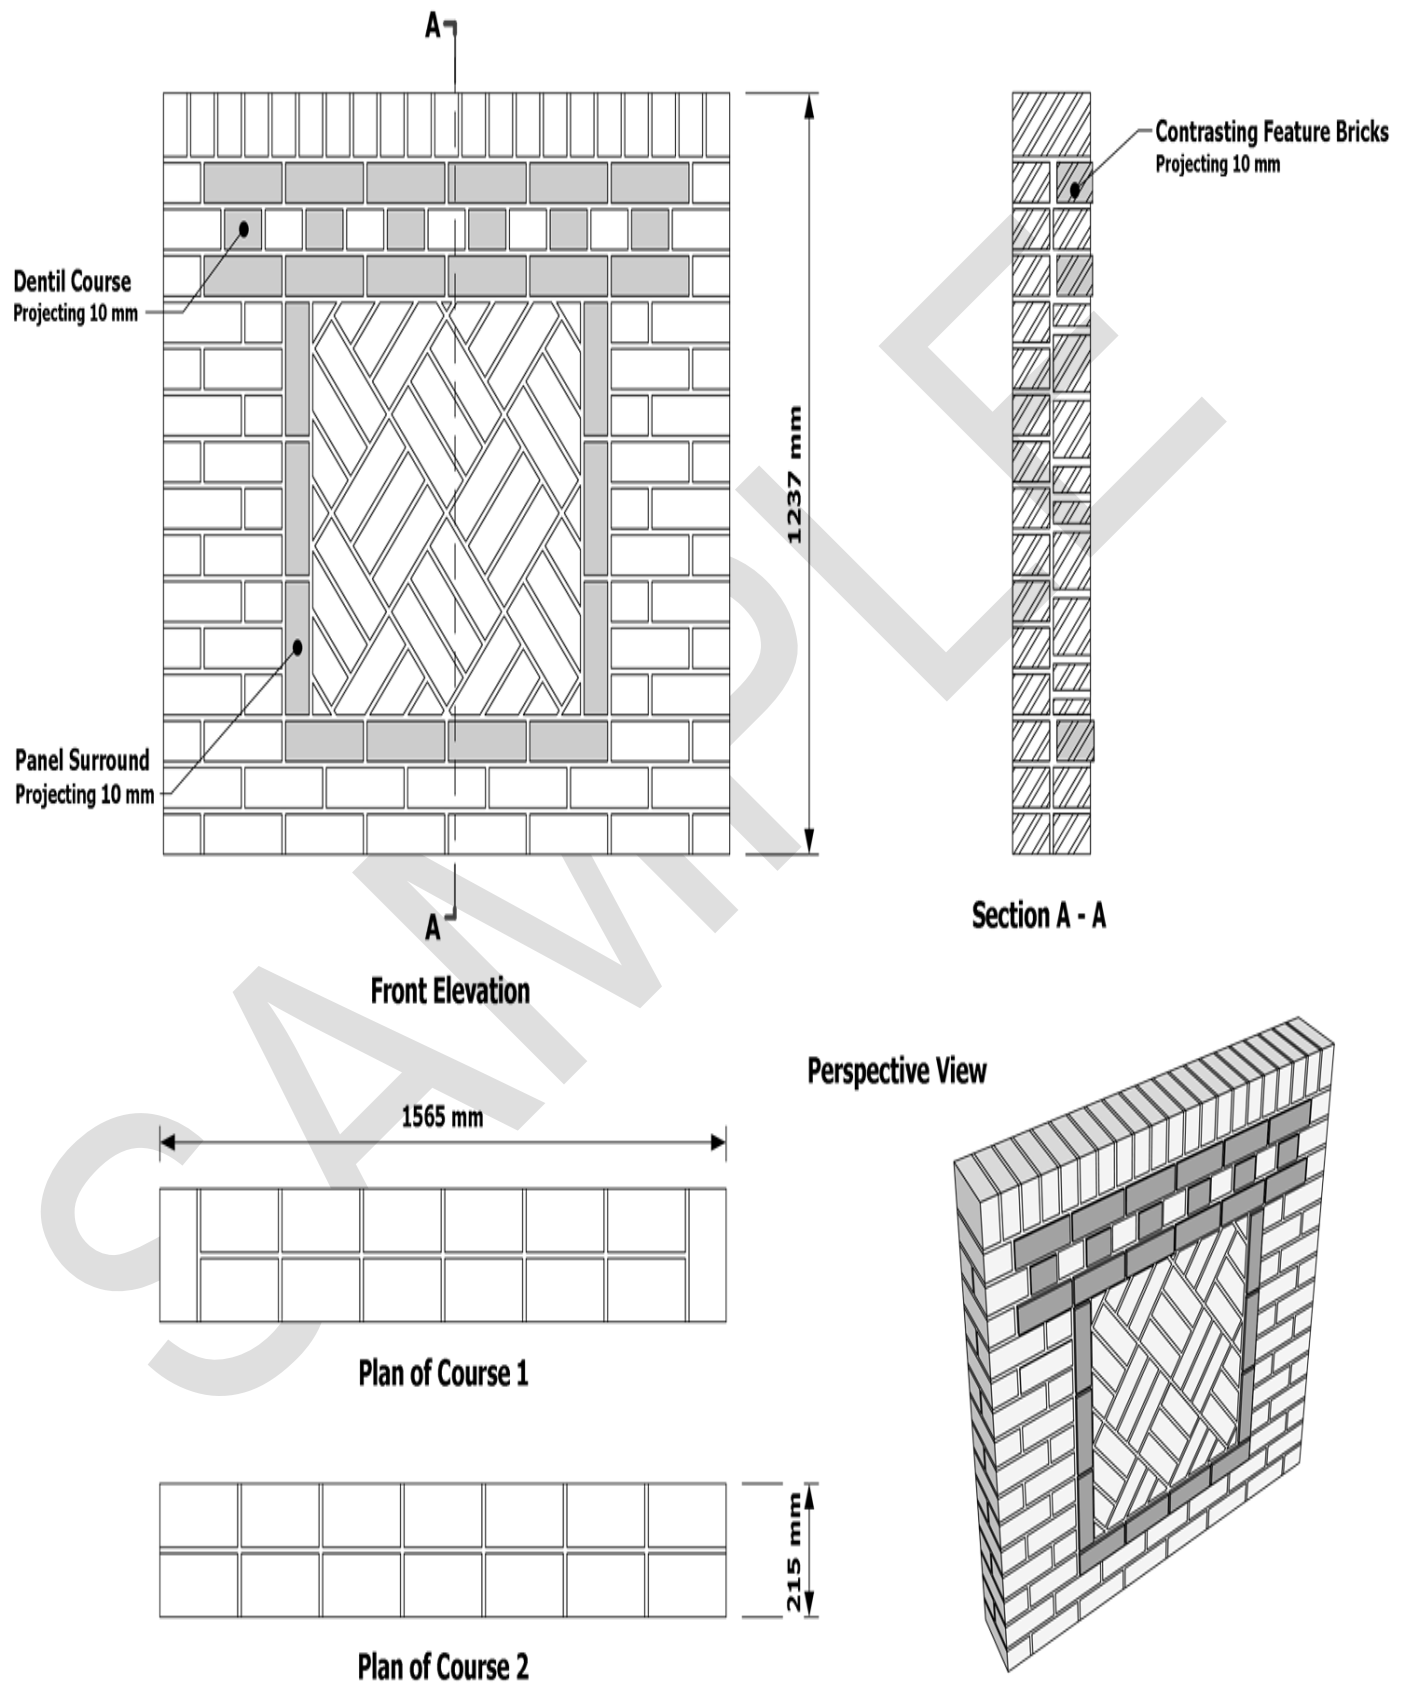 A
Contrasting Feature Bricks
Projecting 10 mm
Dentil Course
Projecting 10 mm
1237 mm
Panel Surround
Projecting 10 mm
A
Section A - A
Front Elevation
Perspective View
1565 mm
Plan of Course 1
215 mm
Plan of Course 2
SAMPLE